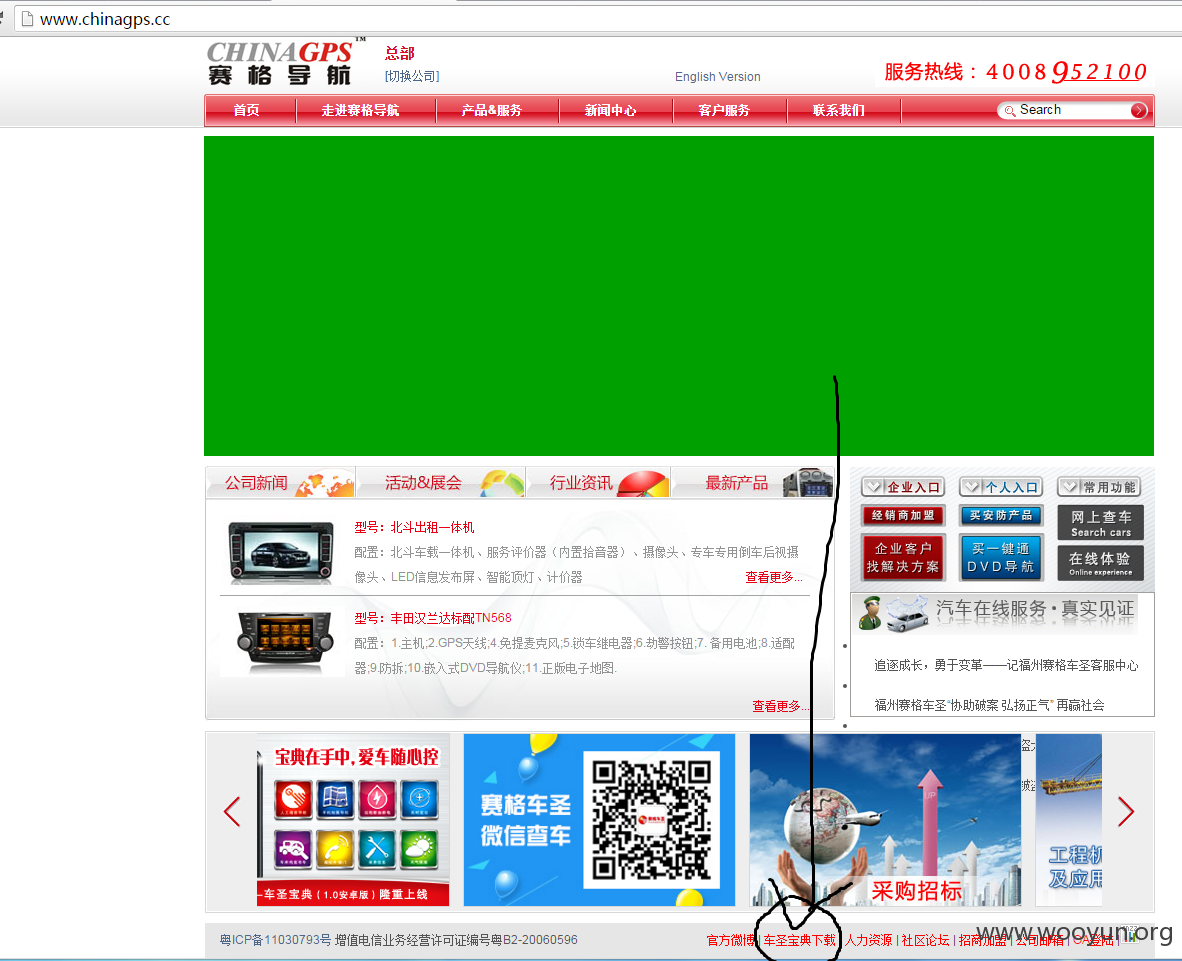 www.chinagps.cc
CHINAGPS™
赛格导航
总部
[切换公司]
English Version
服务热线：4008952100
首页 走进赛格导航 产品&服务 新闻中心 客户服务 联系我们 Search
公司新闻 活动&展会 行业资讯 最新产品
型号：北斗出租一体机
配置：北斗车载一体机、服务评价器（内置拾音器）、摄像头、专车专用倒车后视摄
像头、LED信息发布屏、智能顶灯、计价器
查看更多...
型号：丰田汉兰达标配TN568
配置：1.主机;2.GPS天线;4.免提麦克风;5.锁车继电器;6.劫警按钮;7.备用电池;8.适配
器;9.防拆;10.嵌入式DVD导航仪;11.正版电子地图.
查看更多...
企业入口 个人入口 常用功能
经销商加盟 买安防产品 网上查车
Search cars
企业客户
找解决方案
买一键通
DVD导航
在线体验
Online experience
汽车在线服务·真实见证
追逐成长，勇于变革——记福州赛格车圣客服中心
福州赛格车圣“协助破案 弘扬正气” 再赢社会
宝典在手中，爱车随心控
车圣宝典（1.0安卓版）隆重上线
赛格车圣
微信查车
UP
采购招标
工程机
及应用
粤ICP备11030793号 增值电信业务经营许可证编号粤B2-20060596
官方微博 | 车圣宝典下载 | 人力资源 | 社区论坛 | 招商加盟 | 公司邮箱 | OA登陆 |
www.wooyun.org